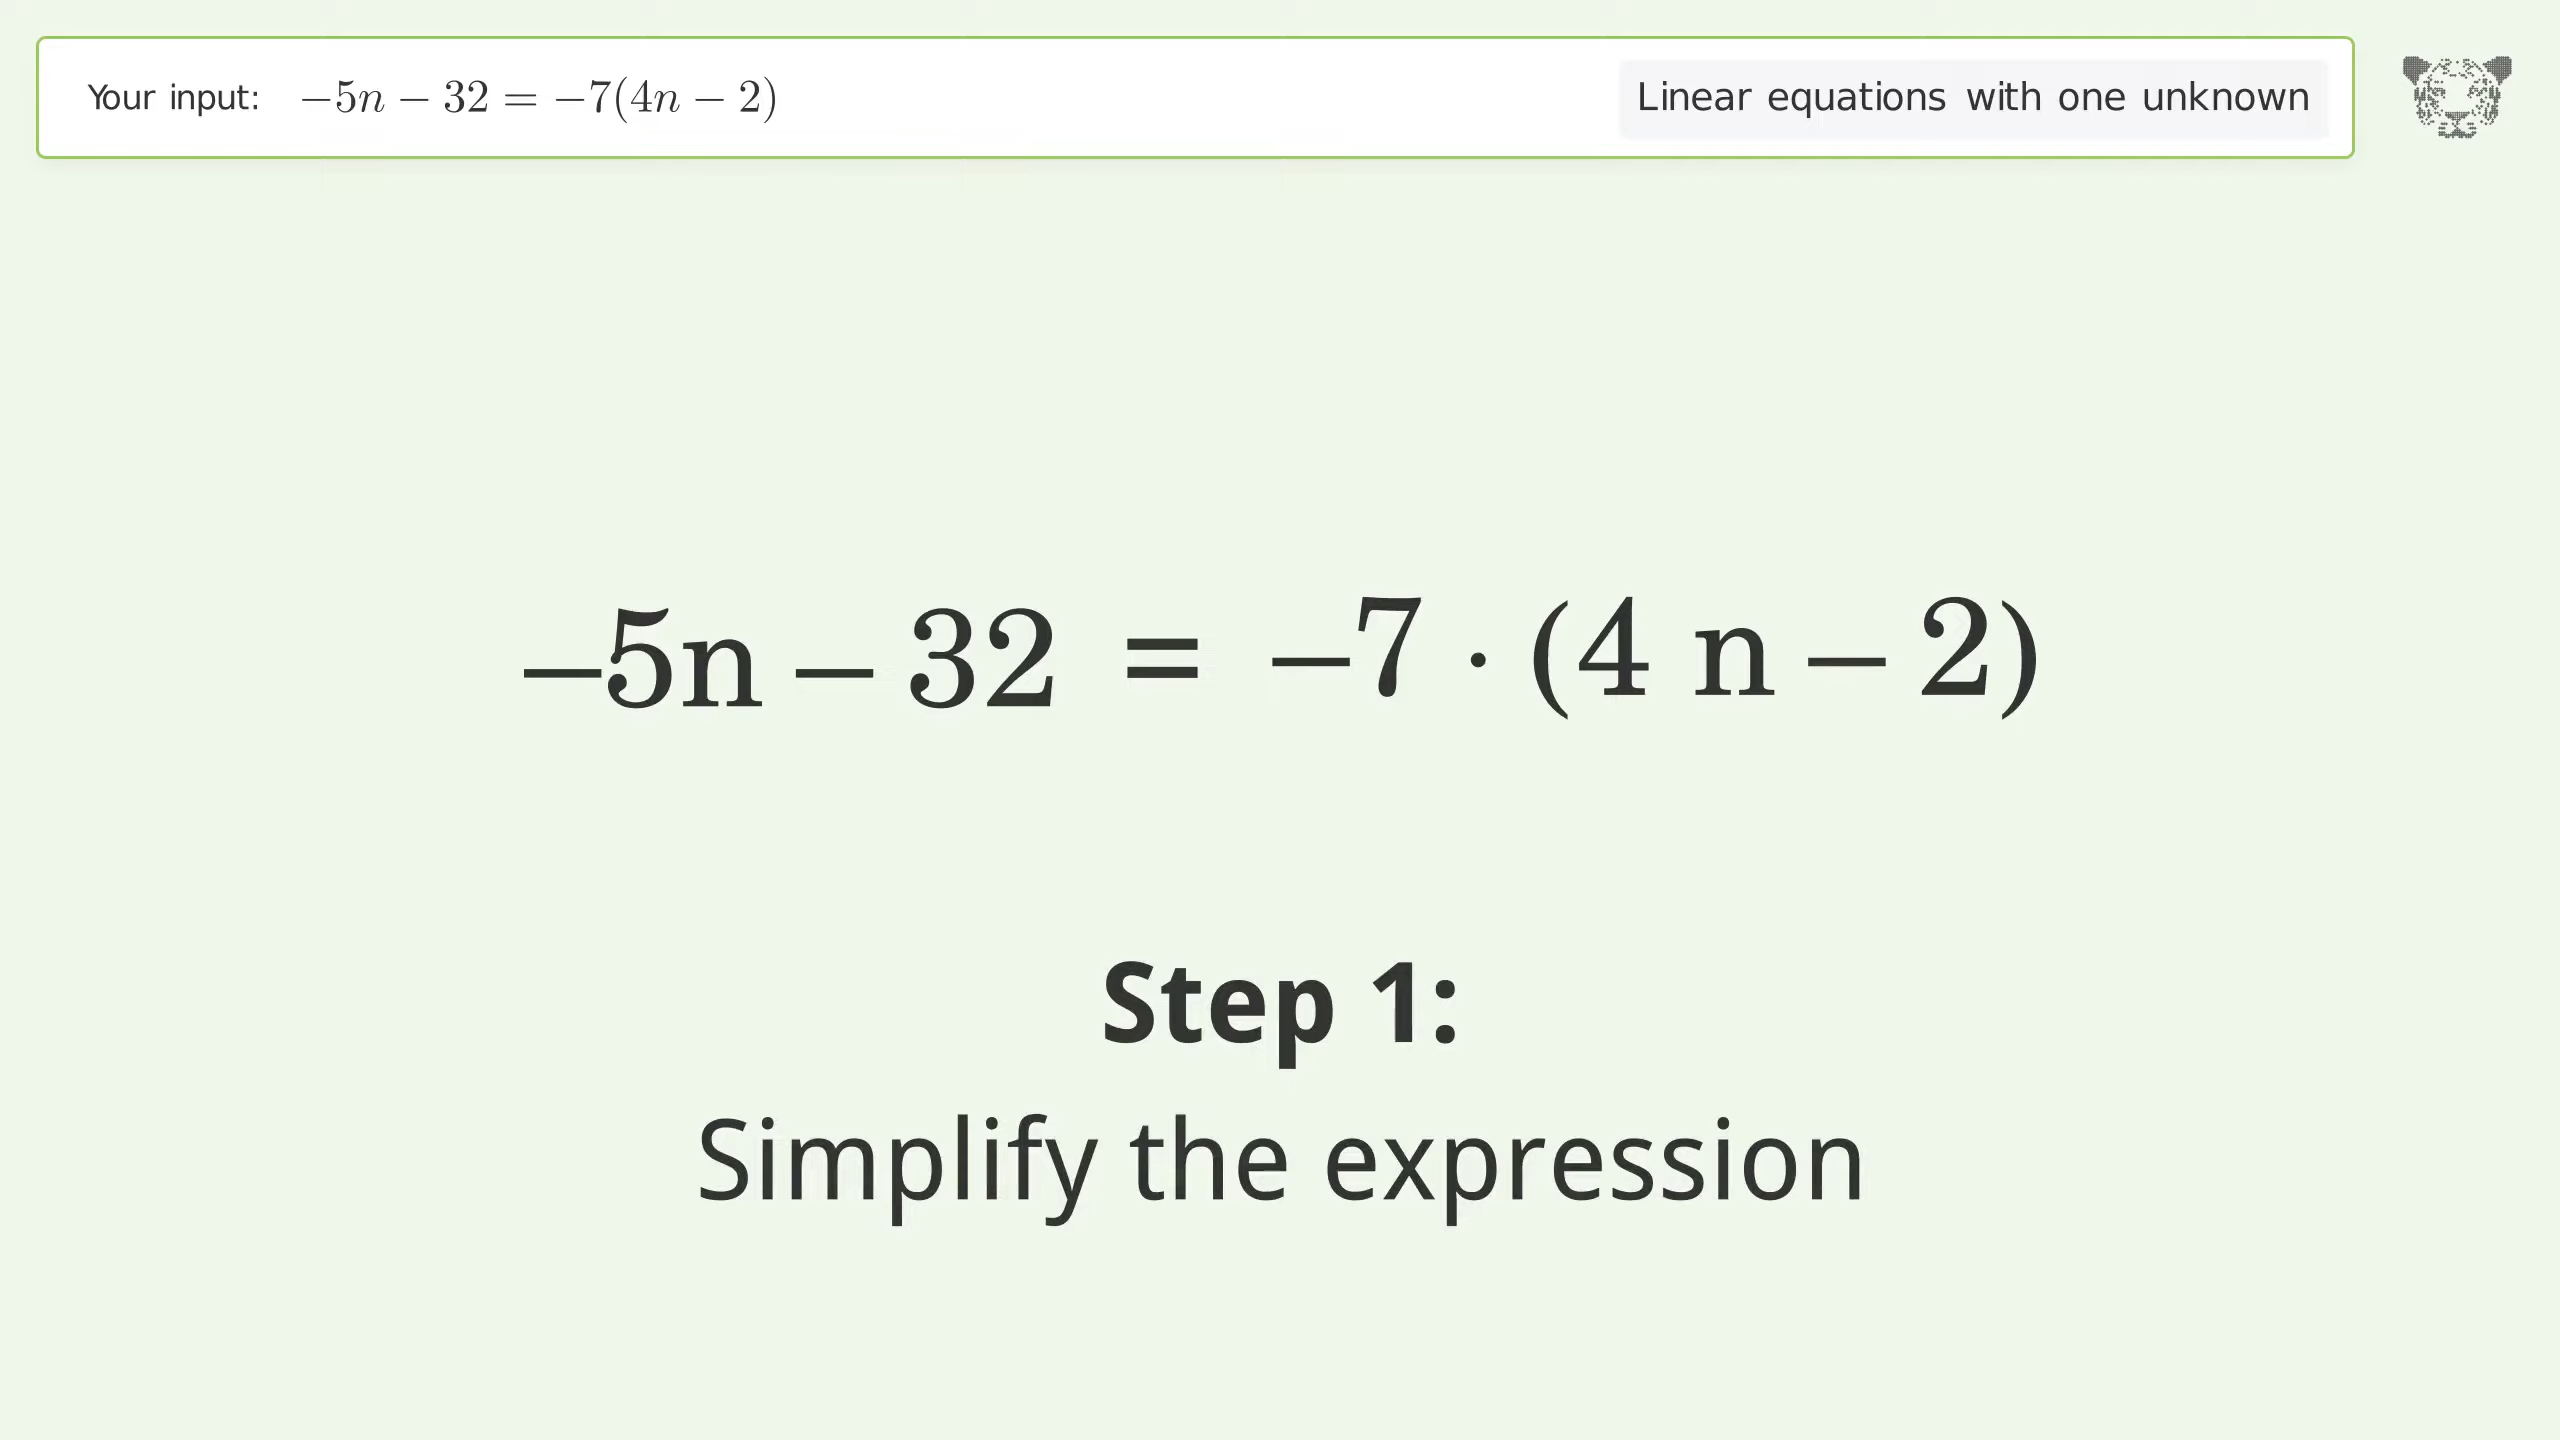 Your input: −5n − 32 = −7(4n − 2)
Linear equations with one unknown
−5n − 32 = −7 · (4 n − 2)
Step 1:
Simplify the expression